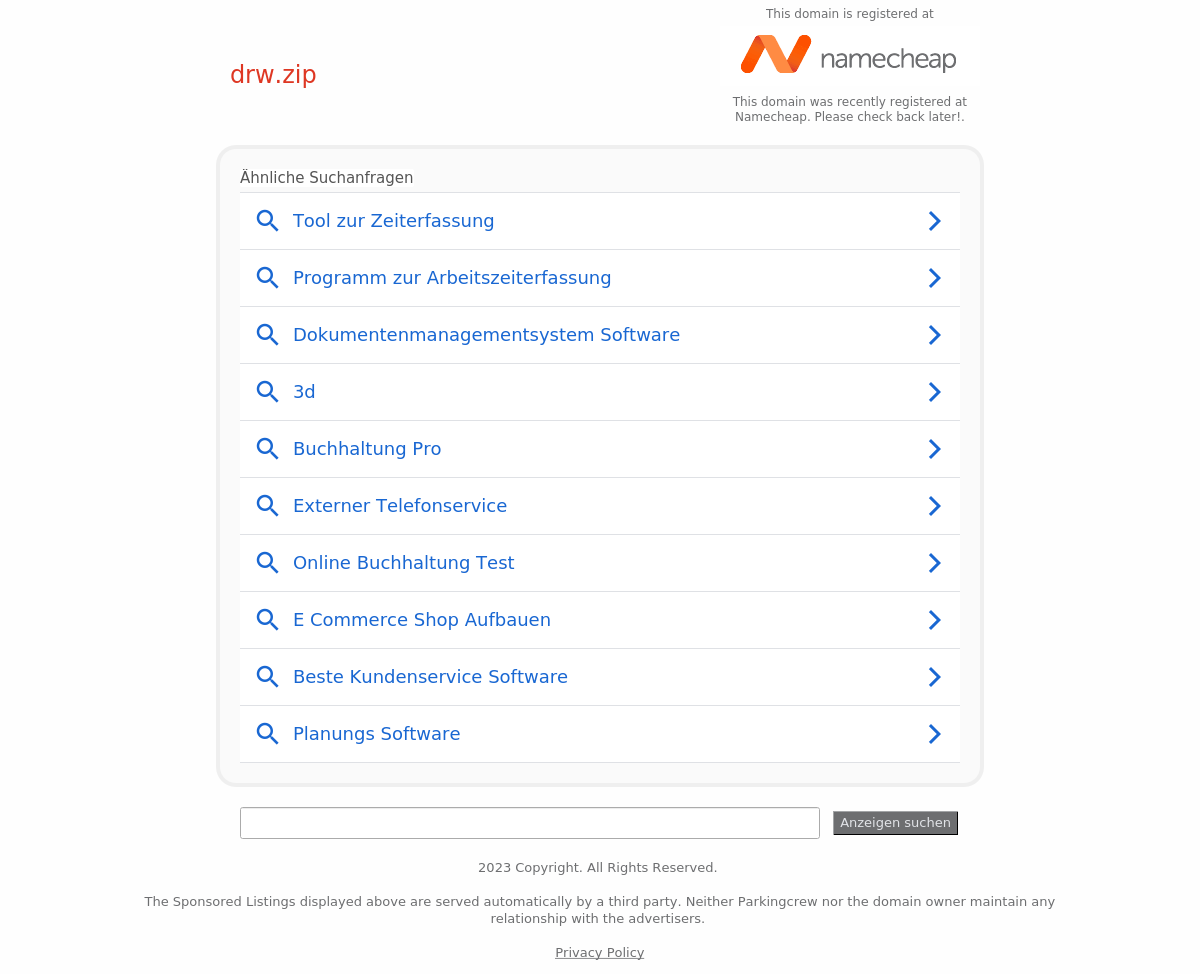 This domain is registered at
namecheap
drw.zip
This domain was recently registered at
Namecheap. Please check back later!.
Ähnliche Suchanfragen
Tool zur Zeiterfassung
Programm zur Arbeitszeiterfassung
Dokumentenmanagementsystem Software
3d
Buchhaltung Pro
Externer Telefonservice
Online Buchhaltung Test
E Commerce Shop Aufbauen
Beste Kundenservice Software
Planungs Software
Anzeigen suchen
2023 Copyright. All Rights Reserved.
The Sponsored Listings displayed above are served automatically by a third party. Neither Parkingcrew nor the domain owner maintain any
relationship with the advertisers.
Privacy Policy